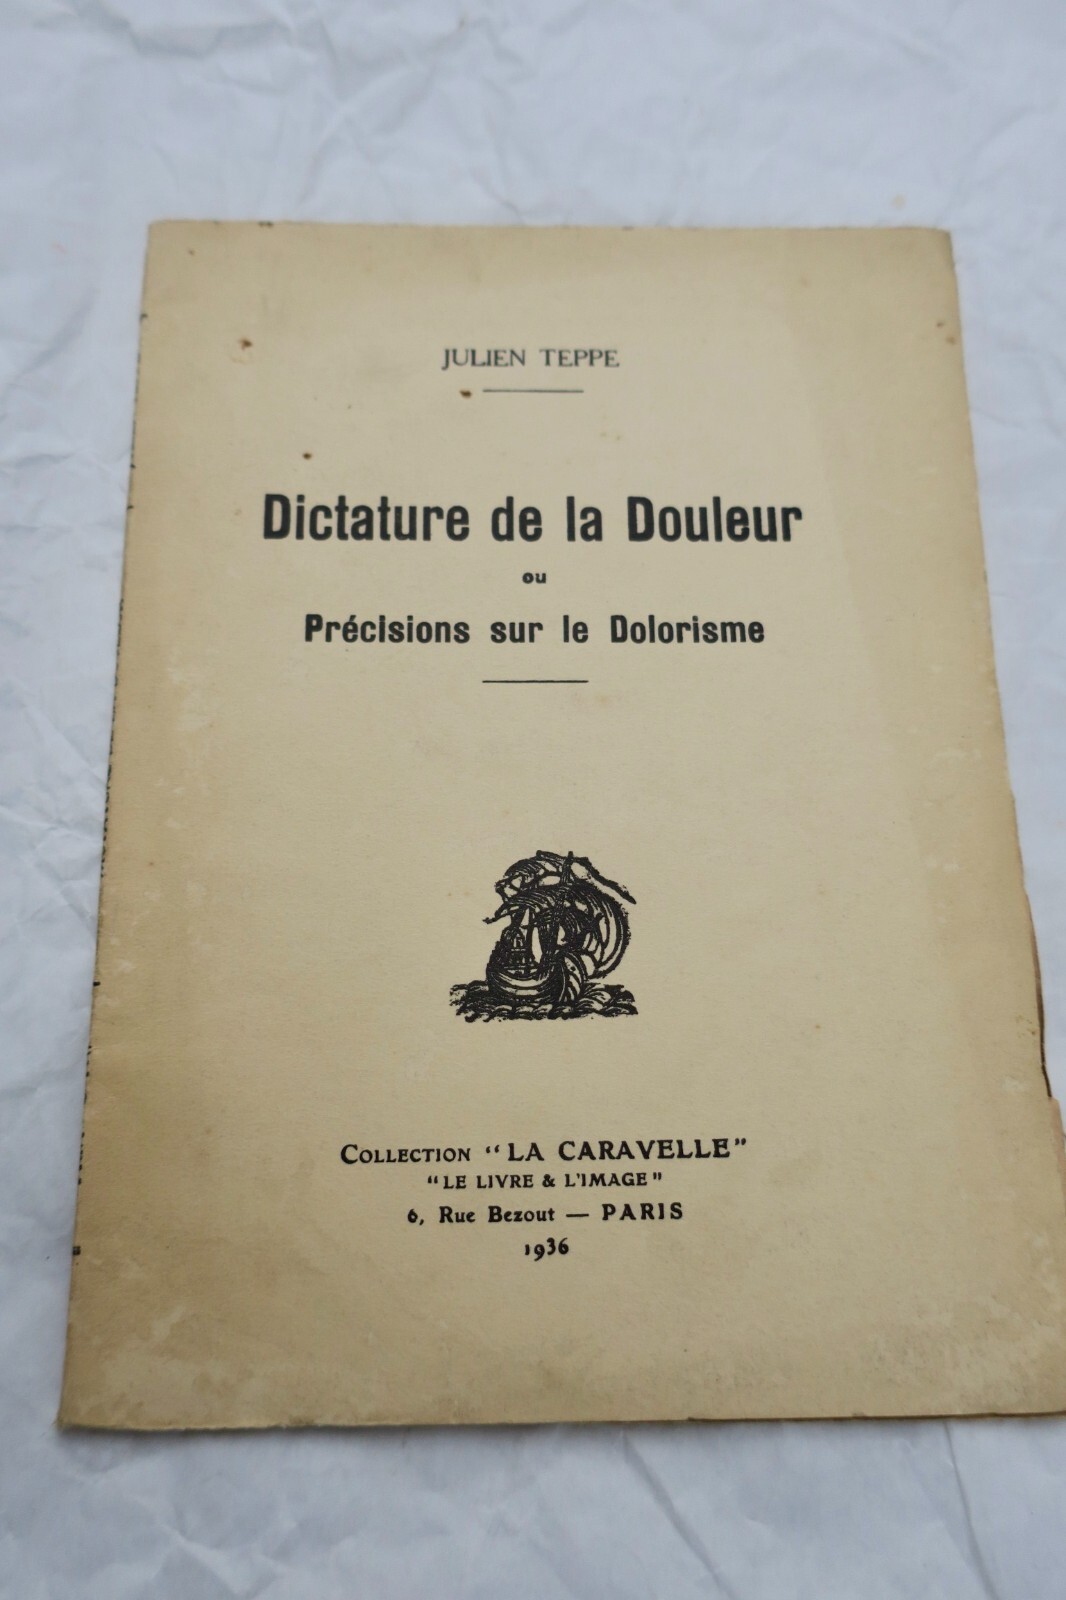 JULIEN TEPPE
Dictature de la Douleur
ou
Précisions sur le Dolorisme
COLLECTION "LA CARAVELLE"
"LE LIVRE & L'IMAGE"
6, Rue Bezout — PARIS
1936